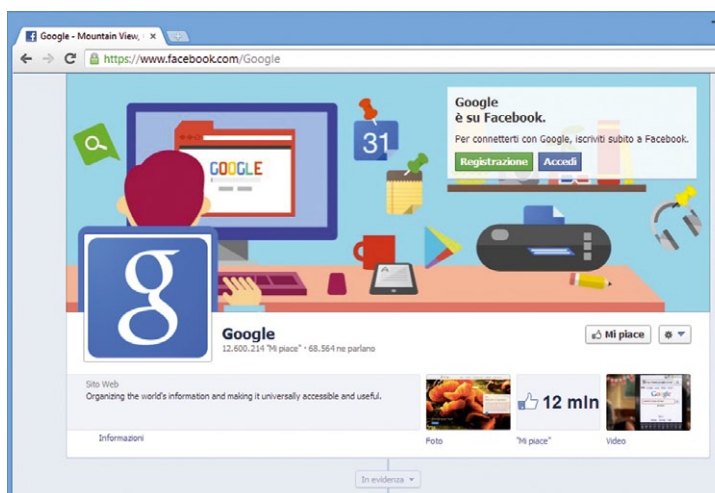 Google - Mountain View,
https://www.facebook.com/Google
Google
è su Facebook.
Per connetterti con Google, iscriviti subito a Facebook.
Registrazione Accedi
31
GOOGLE
g
Google
12.600.214 "Mi piace" · 68.564 ne parlano
Mi piace
Sito Web
Organizing the world's information and making it universally accessible and useful.
Informazioni
12 mln
Google
Foto "Mi piace" Video
In evidenza